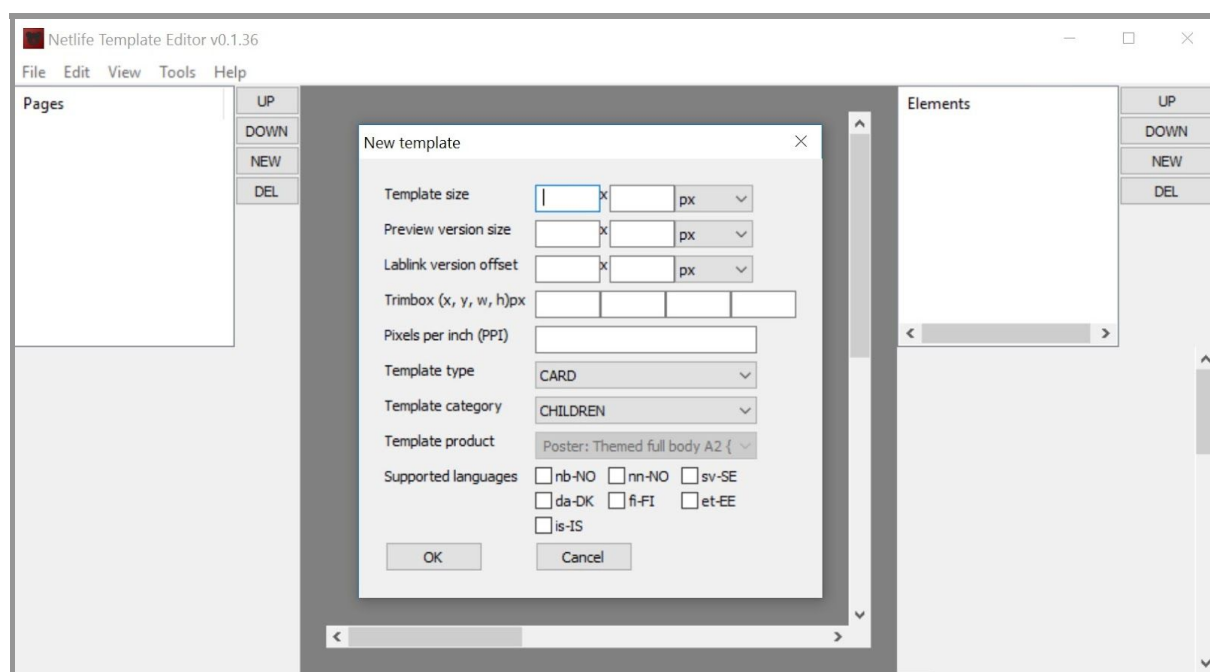 Netlife Template Editor v0.1.36
File Edit View Tools Help
Pages
UP
DOWN
NEW
DEL
New template
Template size x px
Preview version size x px
Lablink version offset x px
Trimbox (x, y, w, h)px
Pixels per inch (PPI)
Template type CARD
Template category CHILDREN
Template product Poster: Themed full body A2 {
Supported languages nb-NO nn-NO sv-SE
da-DK fi-FI et-EE
is-IS
OK Cancel
Elements
UP
DOWN
NEW
DEL